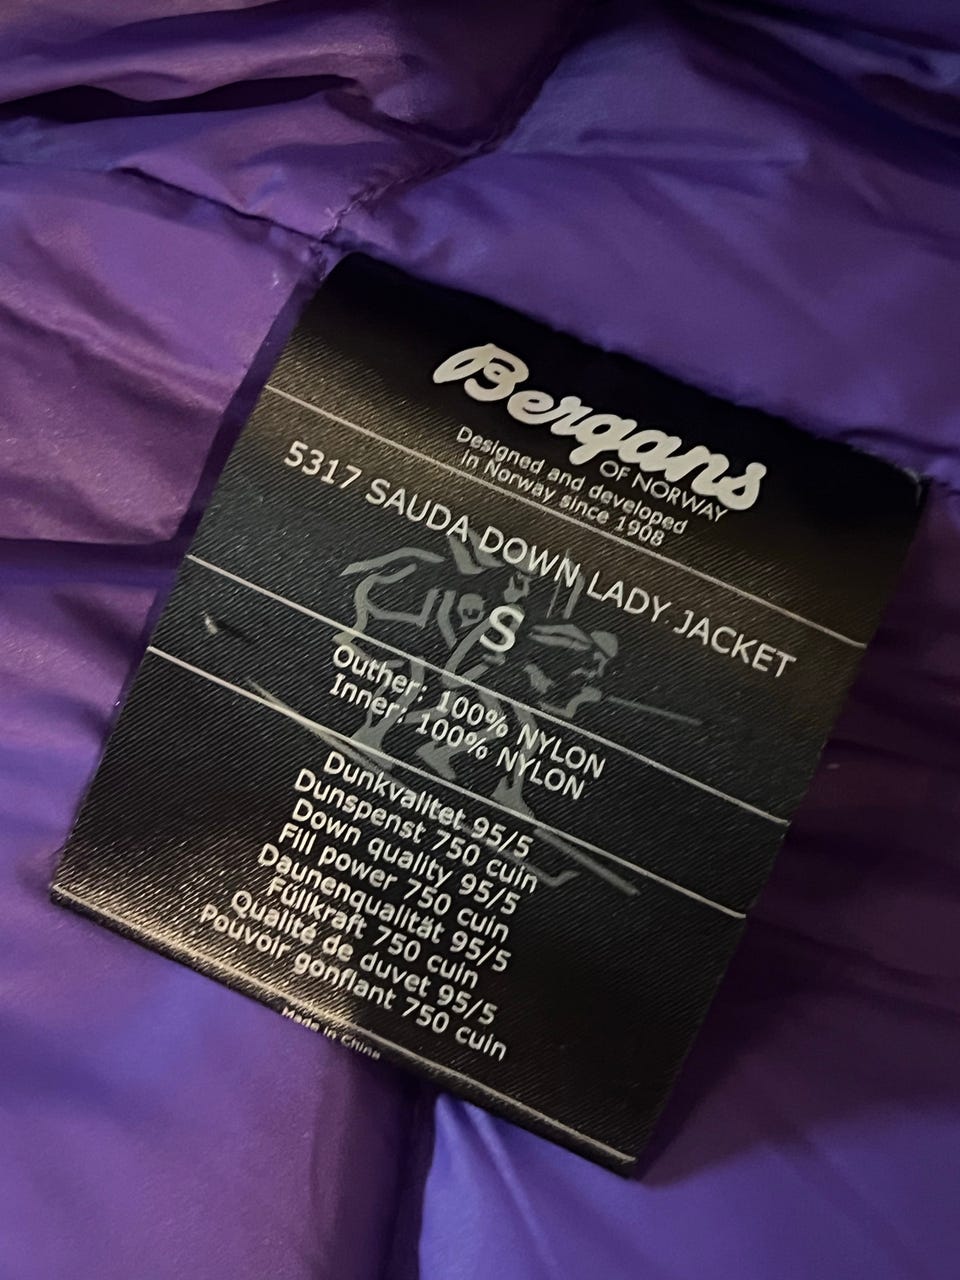 Bergans
OF NORWAY
Designed and developed
in Norway since 1908
5317 SAUDA DOWN LADY JACKET
S
Outher: 100% NYLON
Inner: 100% NYLON
Dunkvalitet 95/5
Dunspenst 750 cuin
Down quality 95/5
Fill power 750 cuin
Daunenqualität 95/5
Füllkraft 750 cuin
Qualité de duvet 95/5
Pouvoir gonflant 750 cuin
Made in China